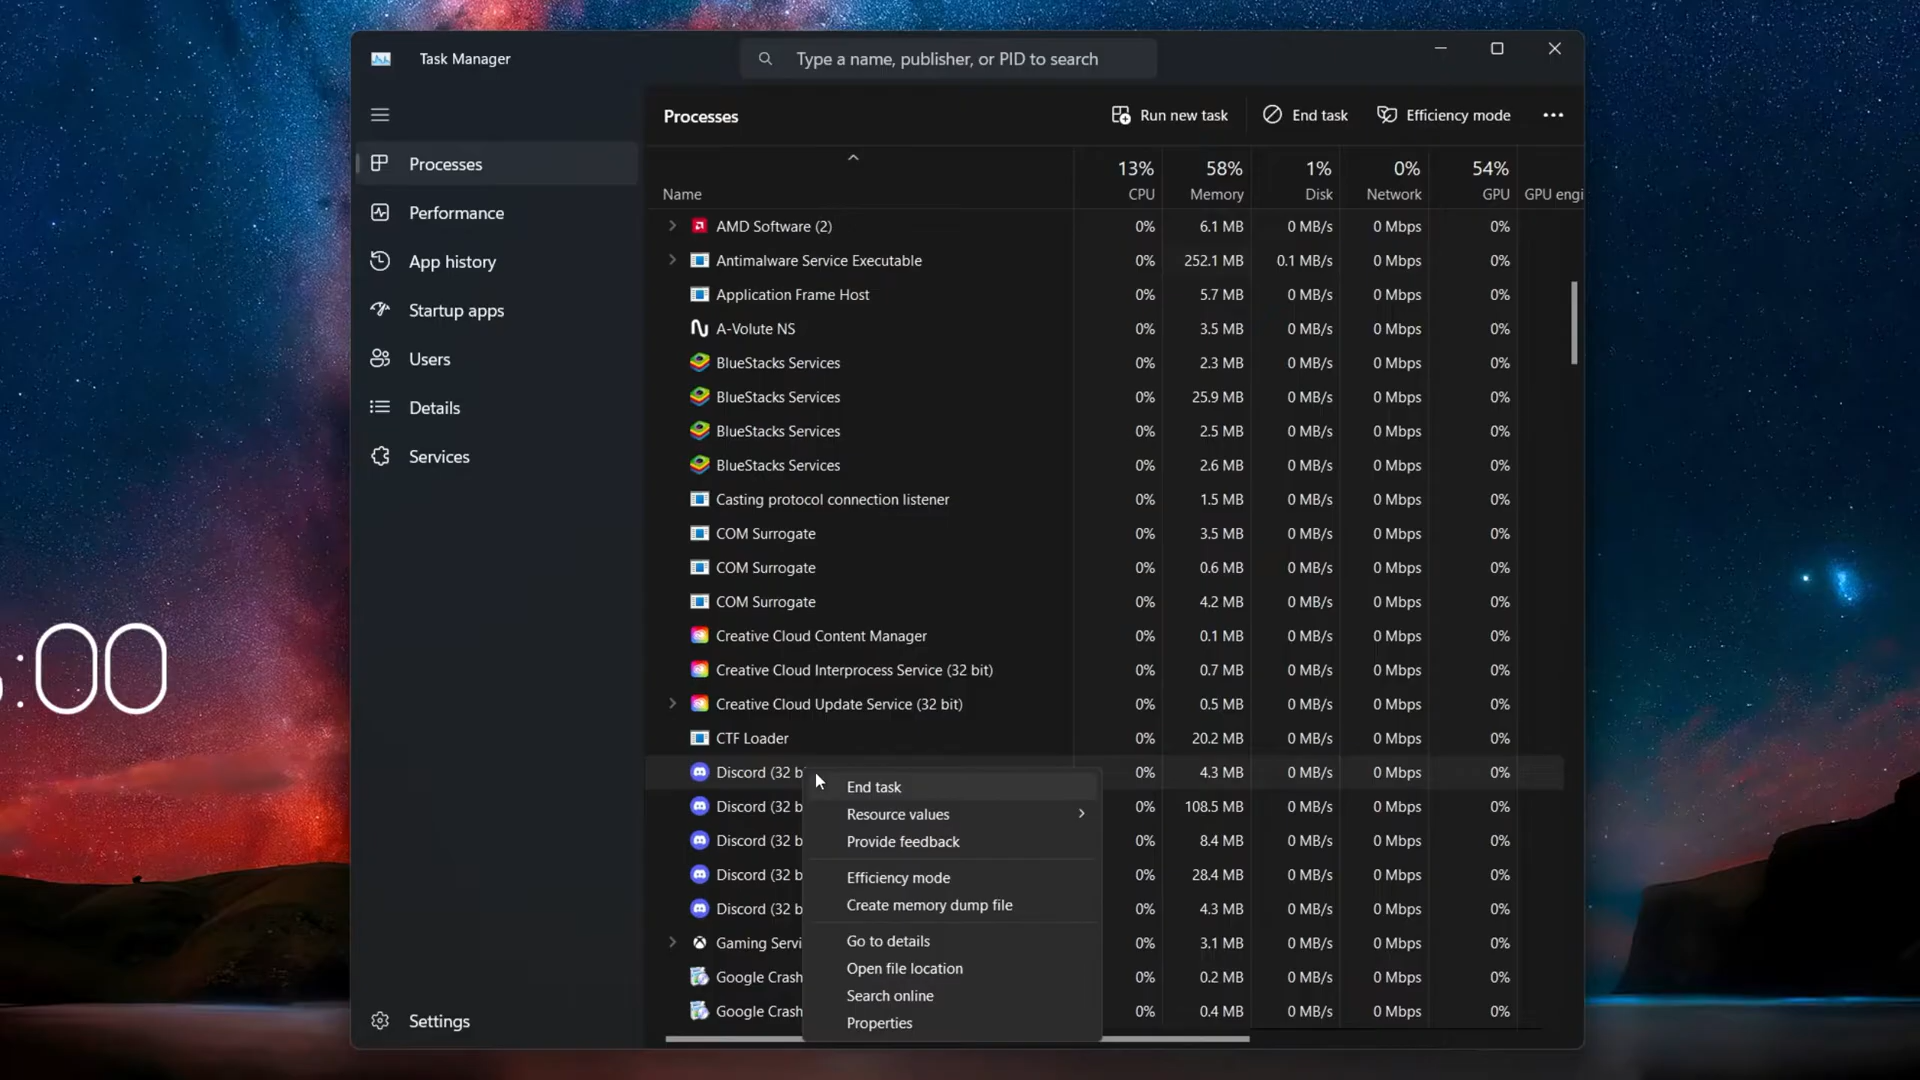 Task Manager
Type a name, publisher, or PID to search
Processes
Run new task
End task
Efficiency mode
Processes
Performance
App history
Startup apps
Users
Details
Services
Settings
13% 58% 1% 0% 54%
Name CPU Memory Disk Network GPU GPU engi
AMD Software (2) 0% 6.1 MB 0 MB/s 0 Mbps 0%
Antimalware Service Executable 0% 252.1 MB 0.1 MB/s 0 Mbps 0%
Application Frame Host 0% 5.7 MB 0 MB/s 0 Mbps 0%
A-Volute NS 0% 3.5 MB 0 MB/s 0 Mbps 0%
BlueStacks Services 0% 2.3 MB 0 MB/s 0 Mbps 0%
BlueStacks Services 0% 25.9 MB 0 MB/s 0 Mbps 0%
BlueStacks Services 0% 2.5 MB 0 MB/s 0 Mbps 0%
BlueStacks Services 0% 2.6 MB 0 MB/s 0 Mbps 0%
Casting protocol connection listener 0% 1.5 MB 0 MB/s 0 Mbps 0%
COM Surrogate 0% 3.5 MB 0 MB/s 0 Mbps 0%
COM Surrogate 0% 0.6 MB 0 MB/s 0 Mbps 0%
COM Surrogate 0% 4.2 MB 0 MB/s 0 Mbps 0%
Creative Cloud Content Manager 0% 0.1 MB 0 MB/s 0 Mbps 0%
Creative Cloud Interprocess Service (32 bit) 0% 0.7 MB 0 MB/s 0 Mbps 0%
Creative Cloud Update Service (32 bit) 0% 0.5 MB 0 MB/s 0 Mbps 0%
CTF Loader 0% 20.2 MB 0 MB/s 0 Mbps 0%
Discord (32 b 0% 4.3 MB 0 MB/s 0 Mbps 0%
Discord (32 b 0% 108.5 MB 0 MB/s 0 Mbps 0%
Discord (32 b 0% 8.4 MB 0 MB/s 0 Mbps 0%
Discord (32 b 0% 28.4 MB 0 MB/s 0 Mbps 0%
Discord (32 b 0% 4.3 MB 0 MB/s 0 Mbps 0%
Gaming Servi 0% 3.1 MB 0 MB/s 0 Mbps 0%
Google Crash 0% 0.2 MB 0 MB/s 0 Mbps 0%
Google Crash 0% 0.4 MB 0 MB/s 0 Mbps 0%
End task
Resource values
Provide feedback
Efficiency mode
Create memory dump file
Go to details
Open file location
Search online
Properties
:00